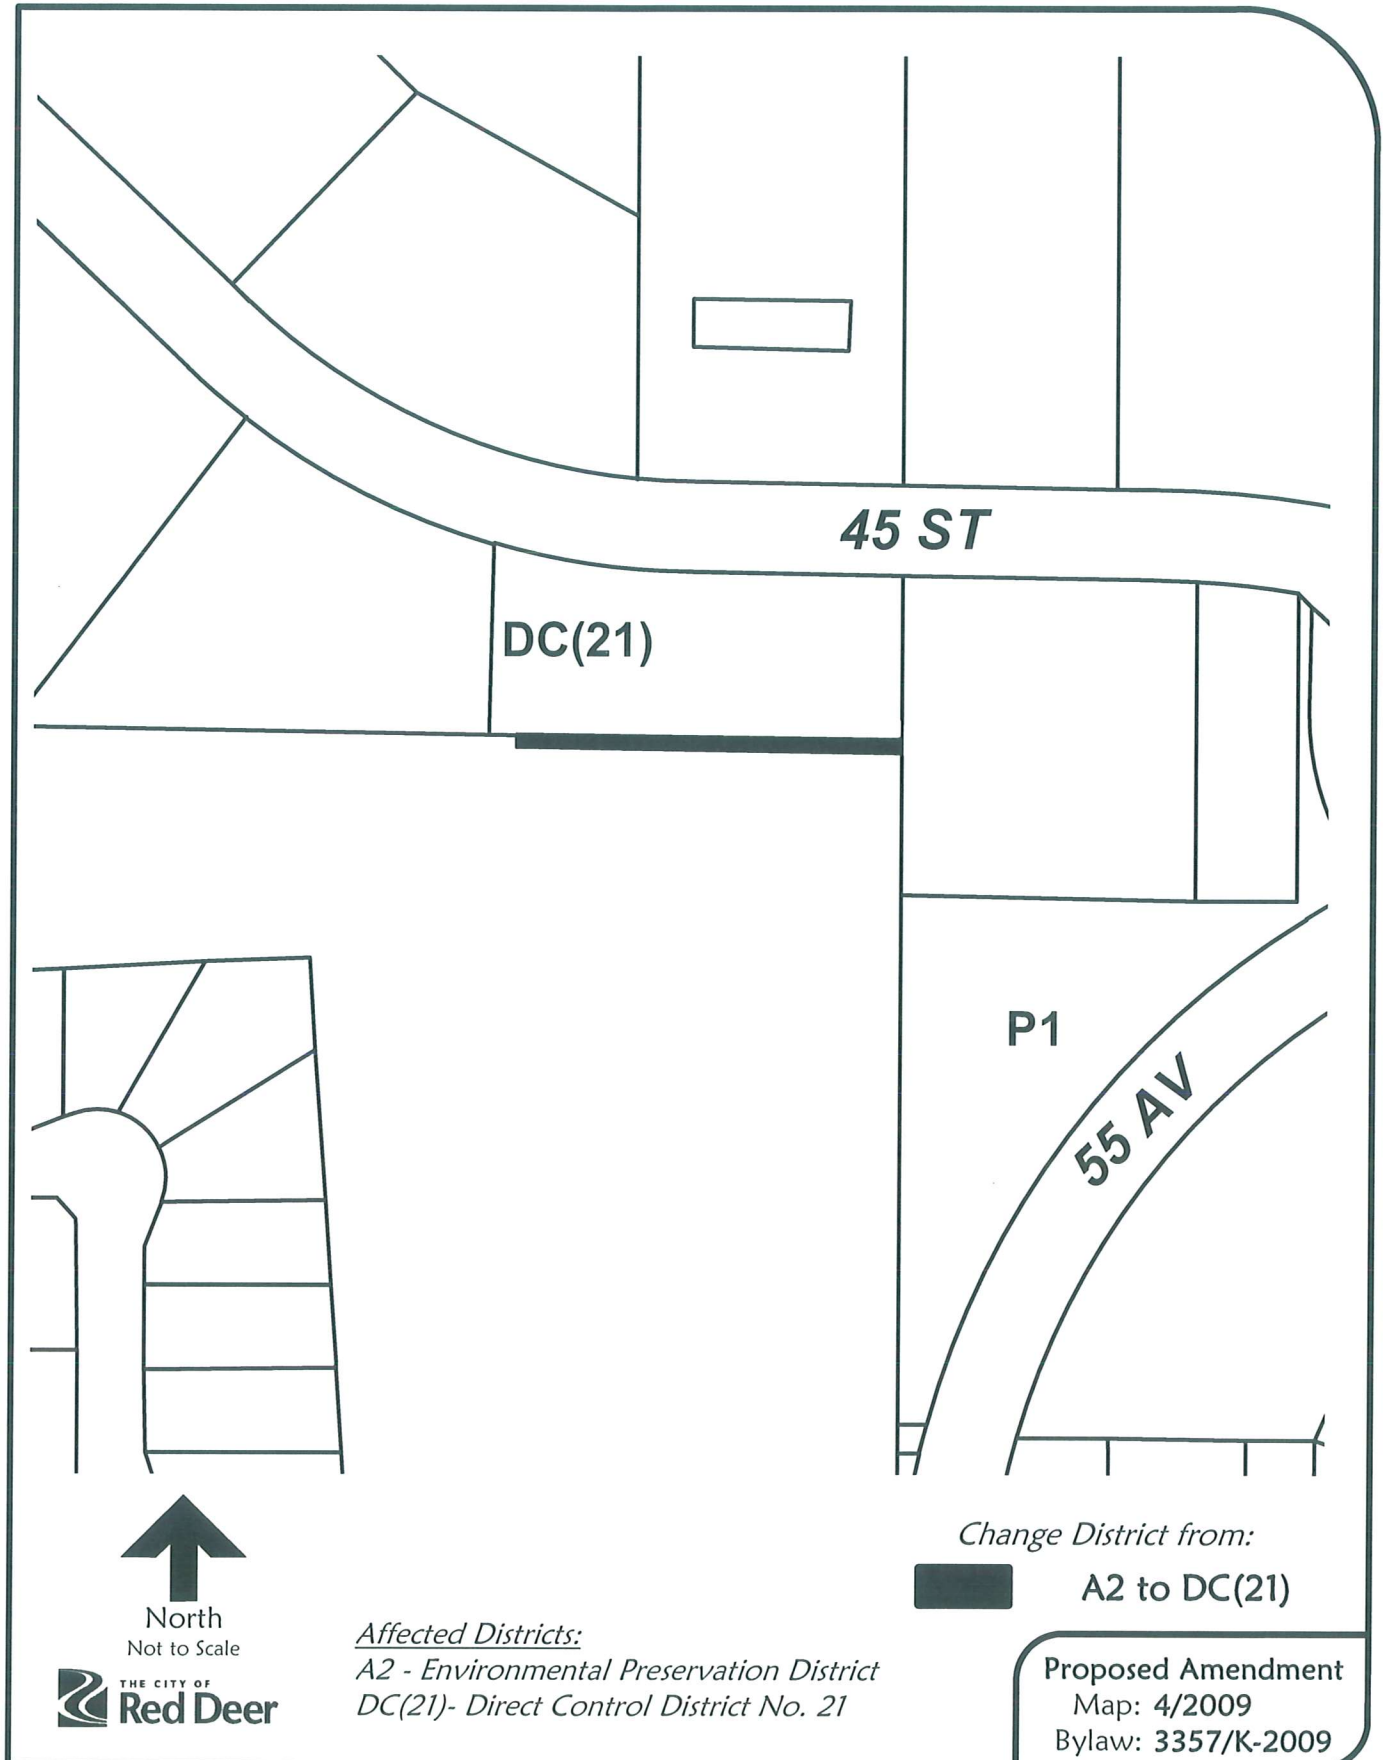 45 ST
DC(21)
P1
55 AV
North
Not to Scale
THE CITY OF
Red Deer
Affected Districts:
A2 - Environmental Preservation District
DC(21)- Direct Control District No. 21
Change District from:
A2 to DC(21)
Proposed Amendment
Map: 4/2009
Bylaw: 3357/K-2009